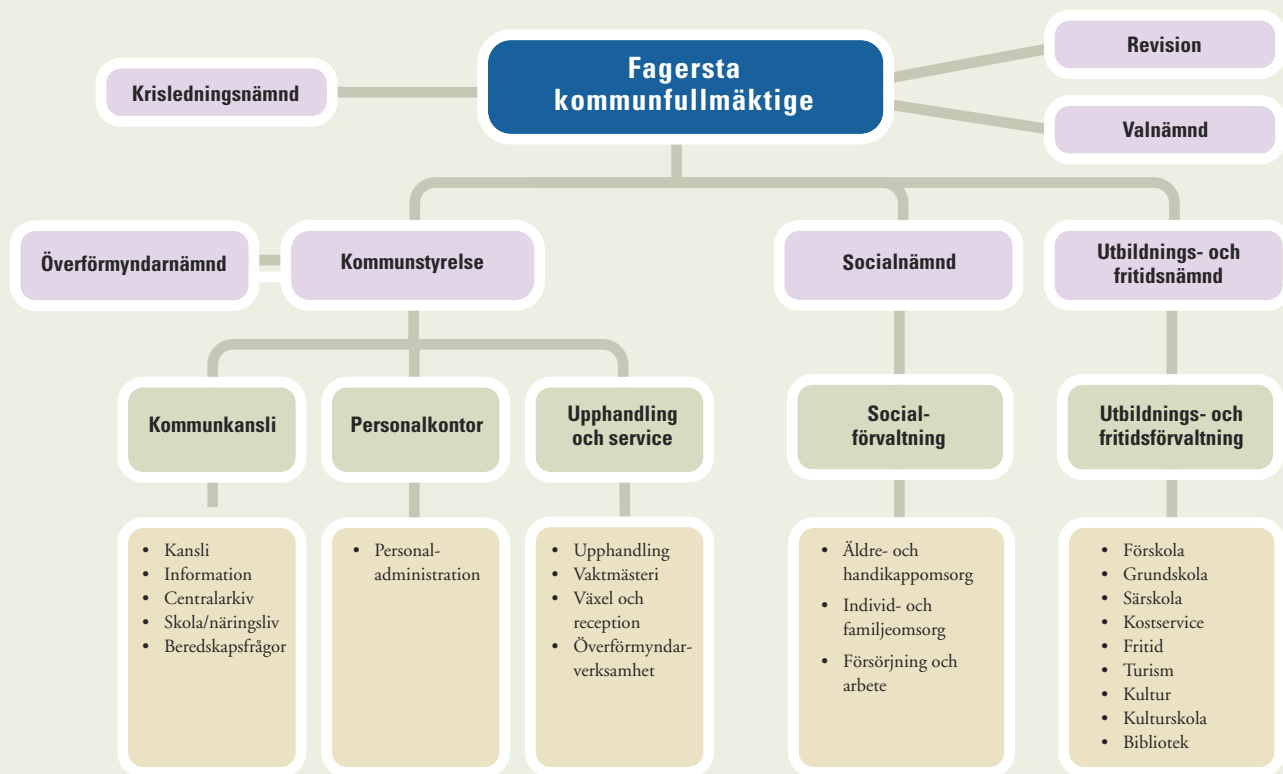 Fagersta
kommunfullmäktige
Krisledningsnämnd
Revision
Valnämnd
Överförmyndarnämnd
Kommunstyrelse
Socialnämnd
Utbildnings- och
fritidsnämnd
Kommunkansli
Personalkontor
Upphandling
och service
Social-
förvaltning
Utbildnings- och
fritidsförvaltning
• Kansli
• Information
• Centralarkiv
• Skola/näringsliv
• Beredskapsfrågor
• Personal-
administration
• Upphandling
• Vaktmästeri
• Växel och
reception
• Överförmyndar-
verksamhet
• Äldre- och
handikappomsorg
• Individ- och
familjeomsorg
• Försörjning och
arbete
• Förskola
• Grundskola
• Särskola
• Kostservice
• Fritid
• Turism
• Kultur
• Kulturskola
• Bibliotek